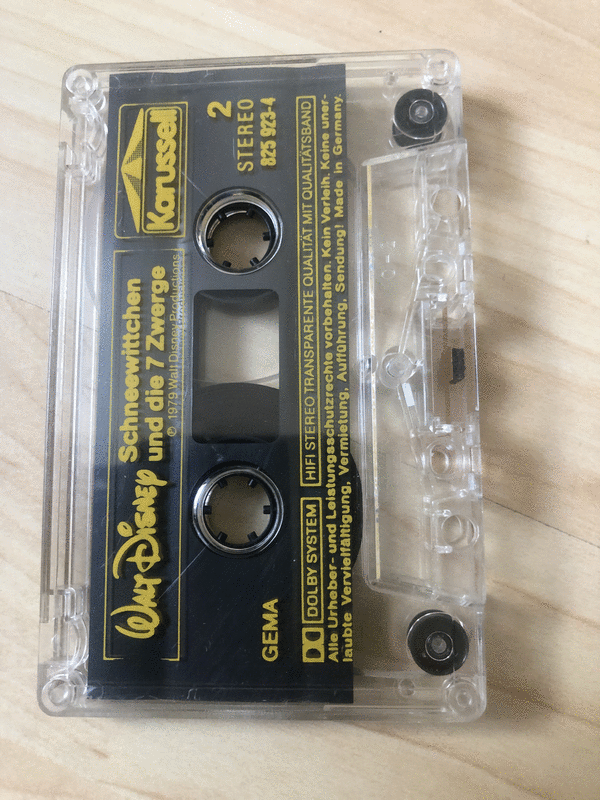 WALT DISNEY
Schneewittchen
und die 7 Zwerge
℗ 1979 Walt Disney Productions
Karussell
2
STEREO
825 923-4
GEMA
DOLBY SYSTEM
HIFI STEREO TRANSPARENTE QUALITÄT MIT QUALITÄTSBAND
Alle Urheber- und Leistungsschutzrechte vorbehalten. Kein Verleih. Keine uner-
laubte Vervielfältigung, Vermietung, Aufführung, Sendung! Made in Germany.